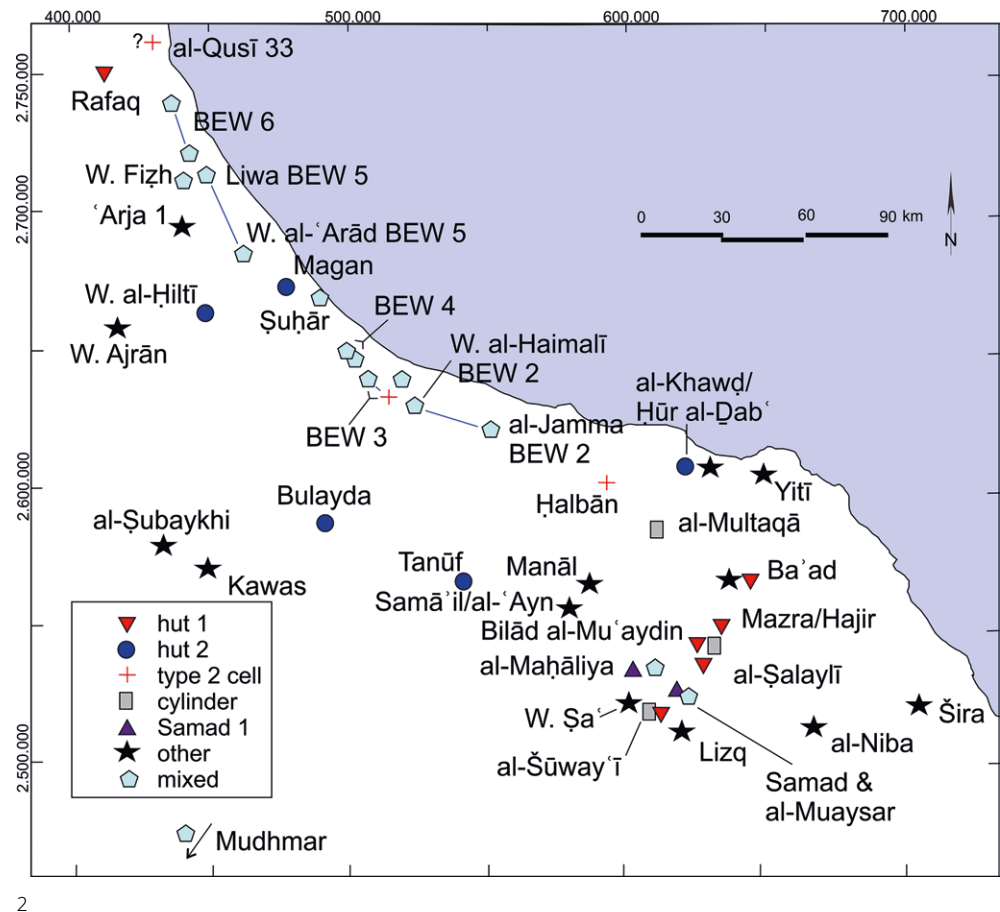 400.000
500.000
600.000
700.000
2.750.000
2.700.000
2.600.000
2.500.000
?
al-Qusī 33
Rafaq
BEW 6
W. Fiẓh
Liwa BEW 5
ʿArja 1
W. al-ʿArād BEW 5
Magan
W. al-Ḥiltī
Ṣuḥār
W. Ajrān
BEW 4
W. al-Haimalī
BEW 2
BEW 3
al-Jamma
BEW 2
al-Khawḍ/
Ḥūr al-Ḏabʿ
Yitī
Ḥalbān
al-Multaqā
Bulayda
al-Ṣubaykhi
Kawas
Tanūf
Manāl
Samāʾil/al-ʿAyn
Baʾad
Mazra/Hajir
Bilād al-Muʿaydin
al-Maḥāliya
al-Ṣalaylī
W. Ṣaʿ
al-Šūwayʿī
Lizq
al-Niba
Šira
Samad &
al-Muaysar
Mudhmar
0 30 60 90 km
N
hut 1
hut 2
type 2 cell
cylinder
Samad 1
other
mixed
2